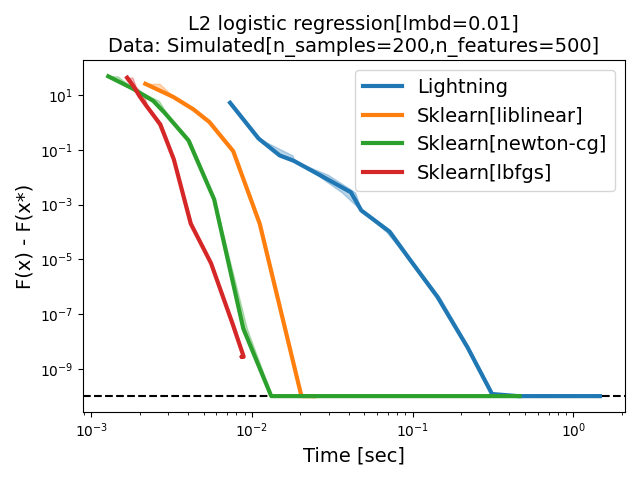 L2 logistic regression[lmbd=0.01]
Data: Simulated[n_samples=200,n_features=500]
Lightning
Sklearn[liblinear]
Sklearn[newton-cg]
Sklearn[lbfgs]
F(x) - F(x*)
10¹
10⁻¹
10⁻³
10⁻⁵
10⁻⁷
10⁻⁹
10⁻³
10⁻²
10⁻¹
10⁰
Time [sec]